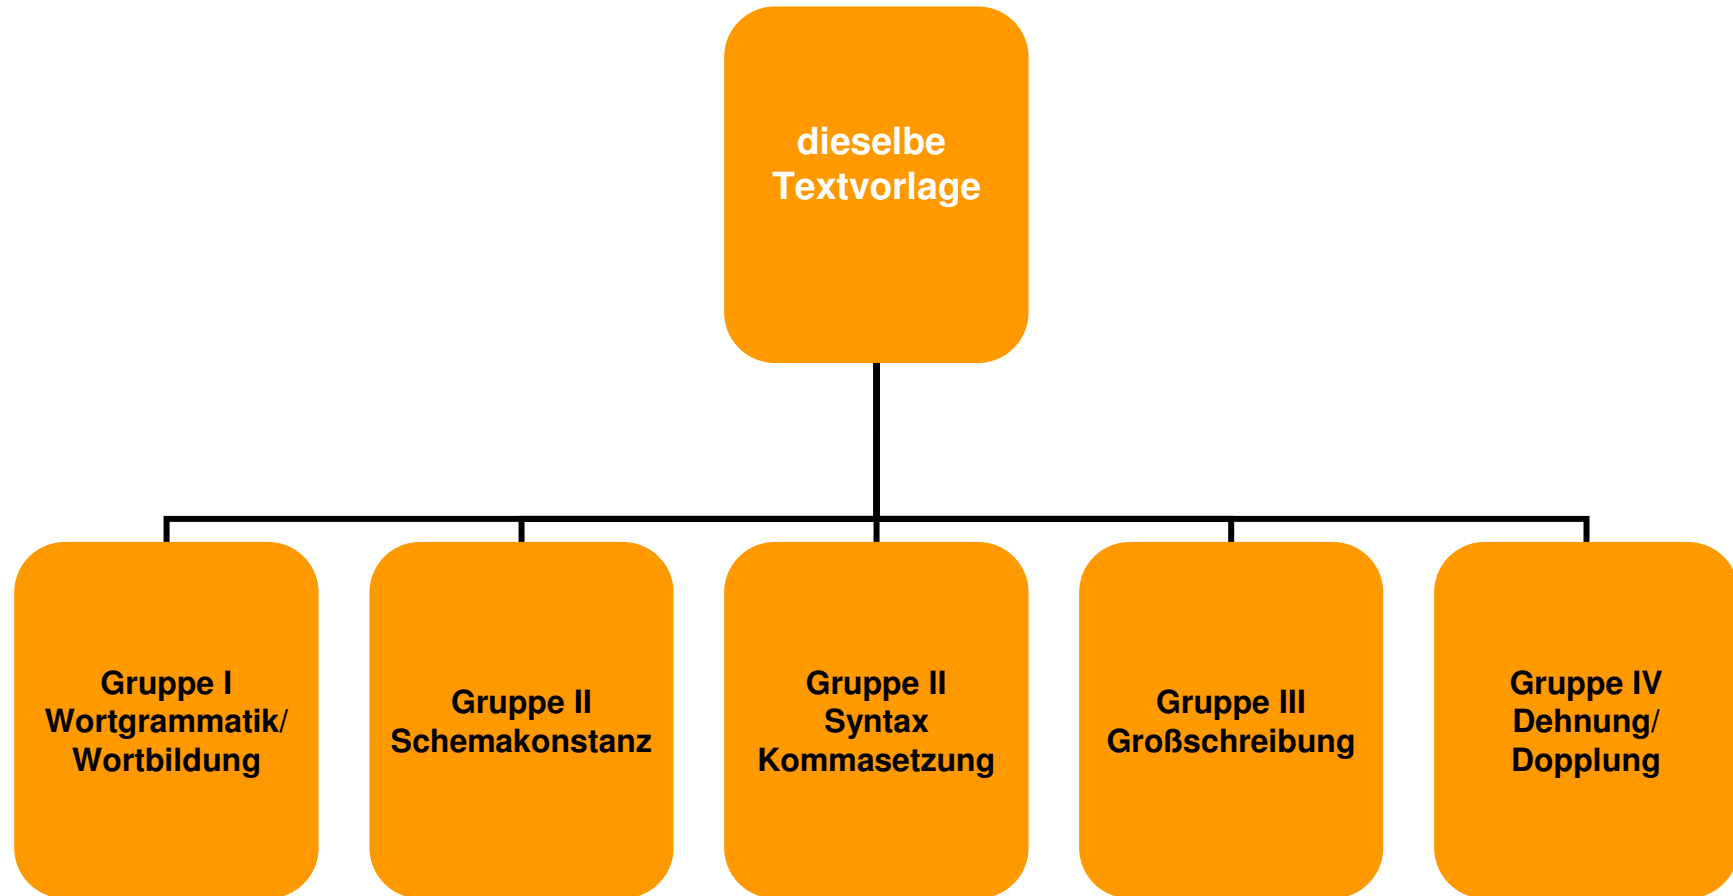 dieselbe
Textvorlage
Gruppe I
Wortgrammatik/
Wortbildung
Gruppe II
Schemakonstanz
Gruppe II
Syntax
Kommasetzung
Gruppe III
Großschreibung
Gruppe IV
Dehnung/
Dopplung